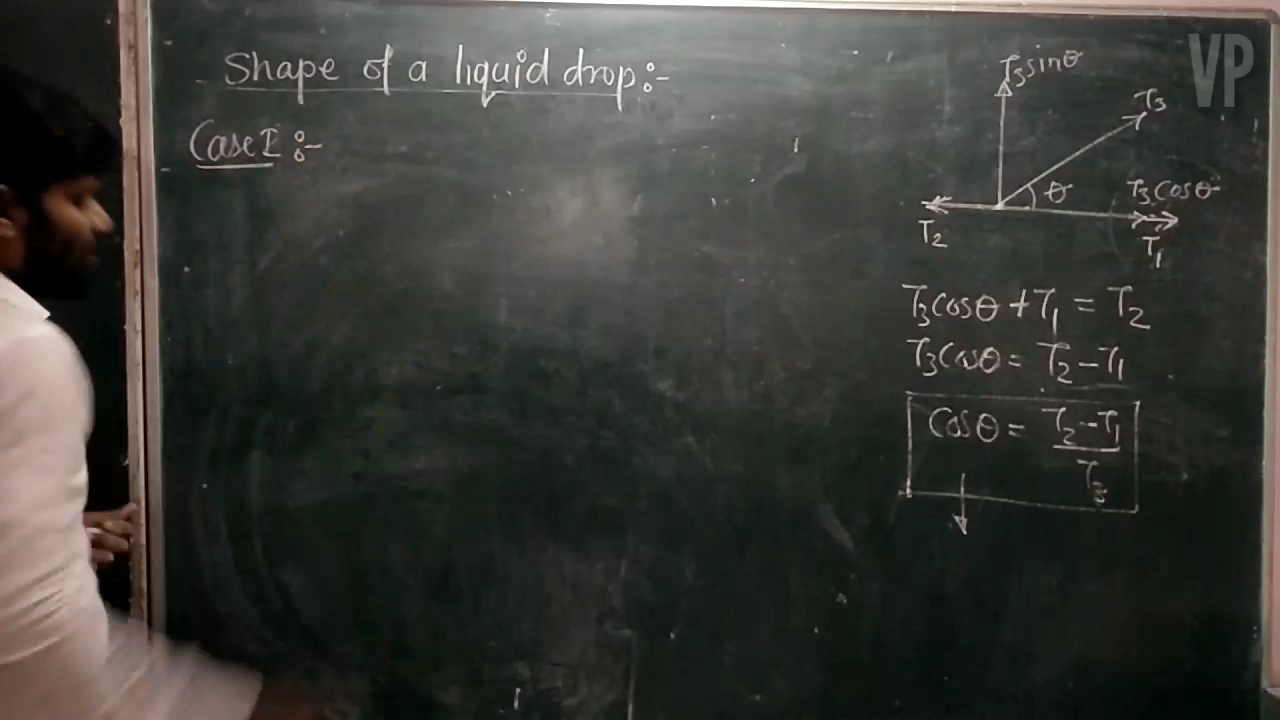 Shape of a liquid drop:-
Case I :-
T₃sinθ
T₃
θ
T₃cosθ
T₂
T₁
T₃cosθ + T₁ = T₂
T₃cosθ = T₂ - T₁
cosθ = (T₂ - T₁)/T₃
VP